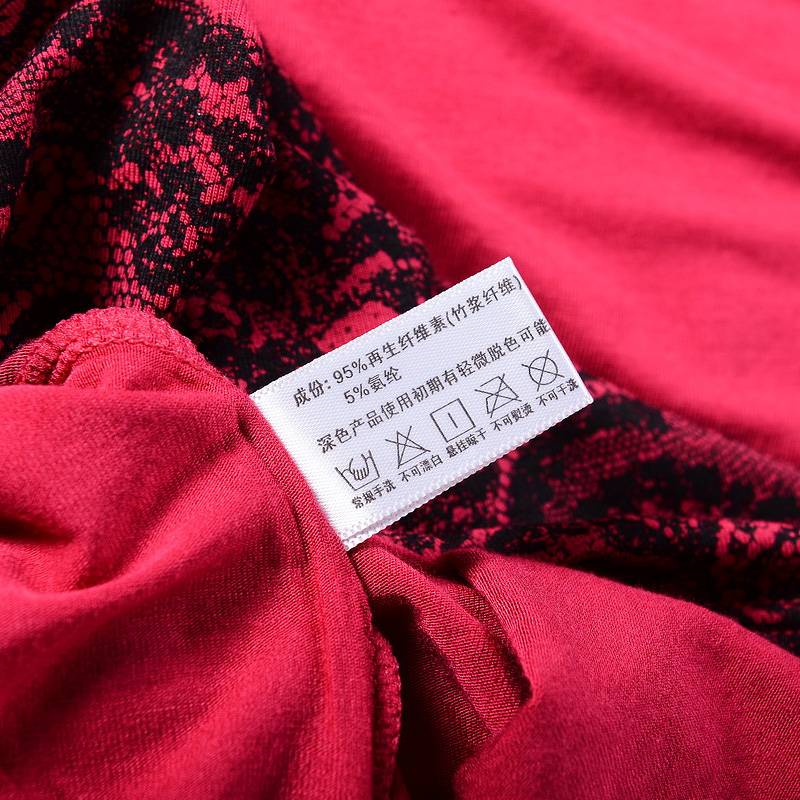 成份: 95%再生纤维素(竹浆纤维)
5%氨纶
深色产品使用初期有轻微脱色可能
常规手洗 不可漂白 悬挂晾干 不可熨烫 不可干洗